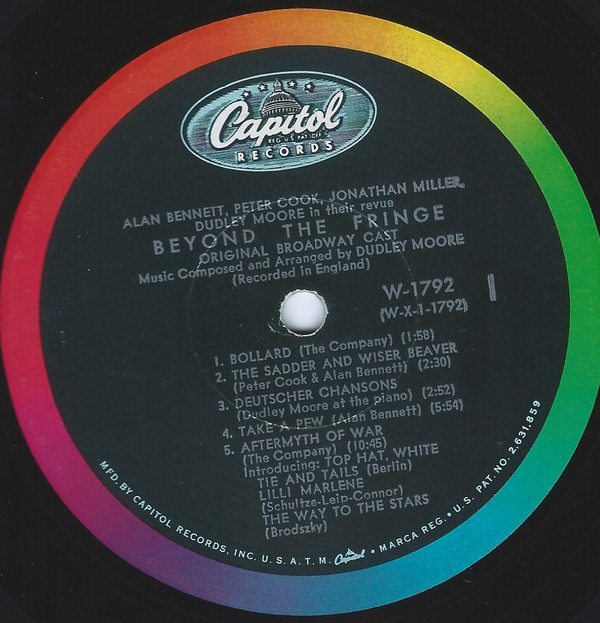 Capitol
REG. U.S. PAT. OFF.
RECORDS
ALAN BENNETT, PETER COOK, JONATHAN MILLER,
DUDLEY MOORE in their revue
BEYOND THE FRINGE
ORIGINAL BROADWAY CAST
Music Composed and Arranged by DUDLEY MOORE
(Recorded in England)
W-1792 1
(W-X-1-1792)
1. BOLLARD (The Company) (1:58)
2. THE SADDER AND WISER BEAVER
(Peter Cook & Alan Bennett) (2:30)
3. DEUTSCHER CHANSONS
(Dudley Moore at the piano) (2:52)
4. TAKE A PEW (Alan Bennett) (5:54)
5. AFTERMYTH OF WAR
(The Company) (10:45)
Introducing: TOP HAT, WHITE
TIE AND TAILS (Berlin)
LILLI MARLENE
(Schultze-Leip-Connor)
THE WAY TO THE STARS
(Brodszky)
MFD. BY CAPITOL RECORDS, INC. U. S. A. T. M. Capitol • MARCA REG. • U. S. PAT. NO. 2,631,859